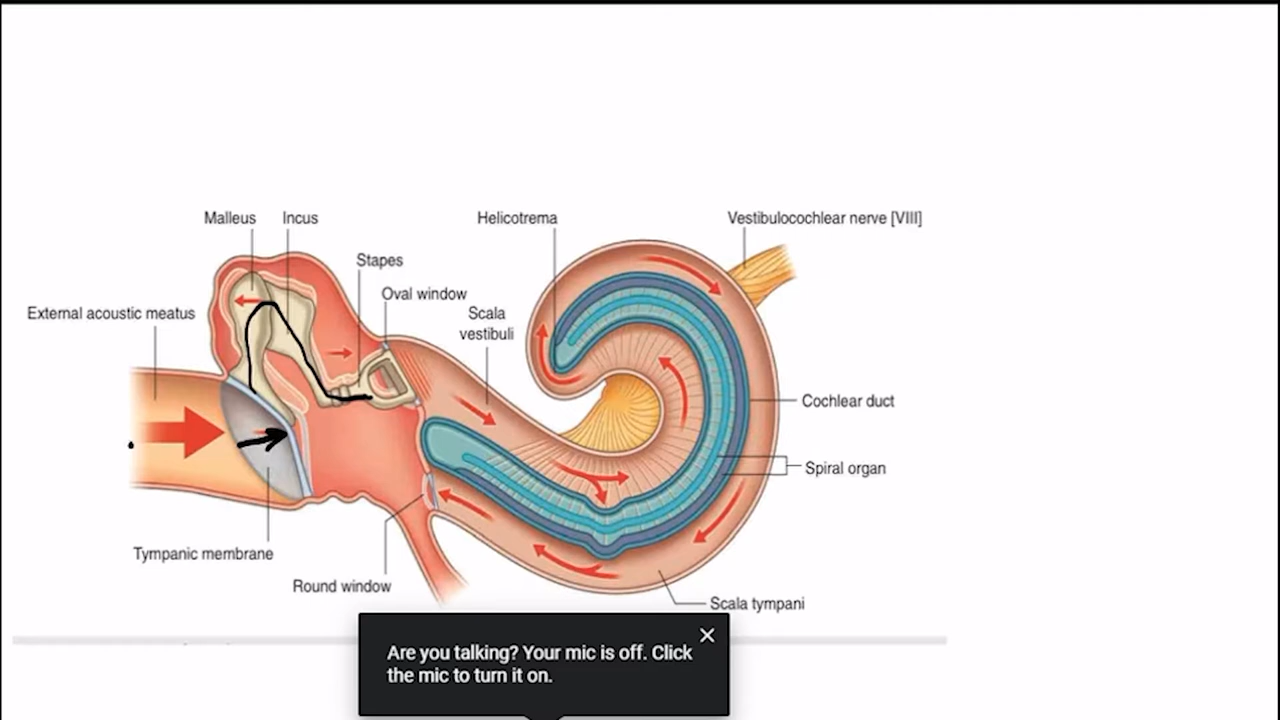 Malleus
Incus
Helicotrema
Vestibulocochlear nerve [VIII]
Stapes
Oval window
External acoustic meatus
Scala
vestibuli
Cochlear duct
Spiral organ
Tympanic membrane
Round window
Scala tympani
Are you talking? Your mic is off. Click
the mic to turn it on.